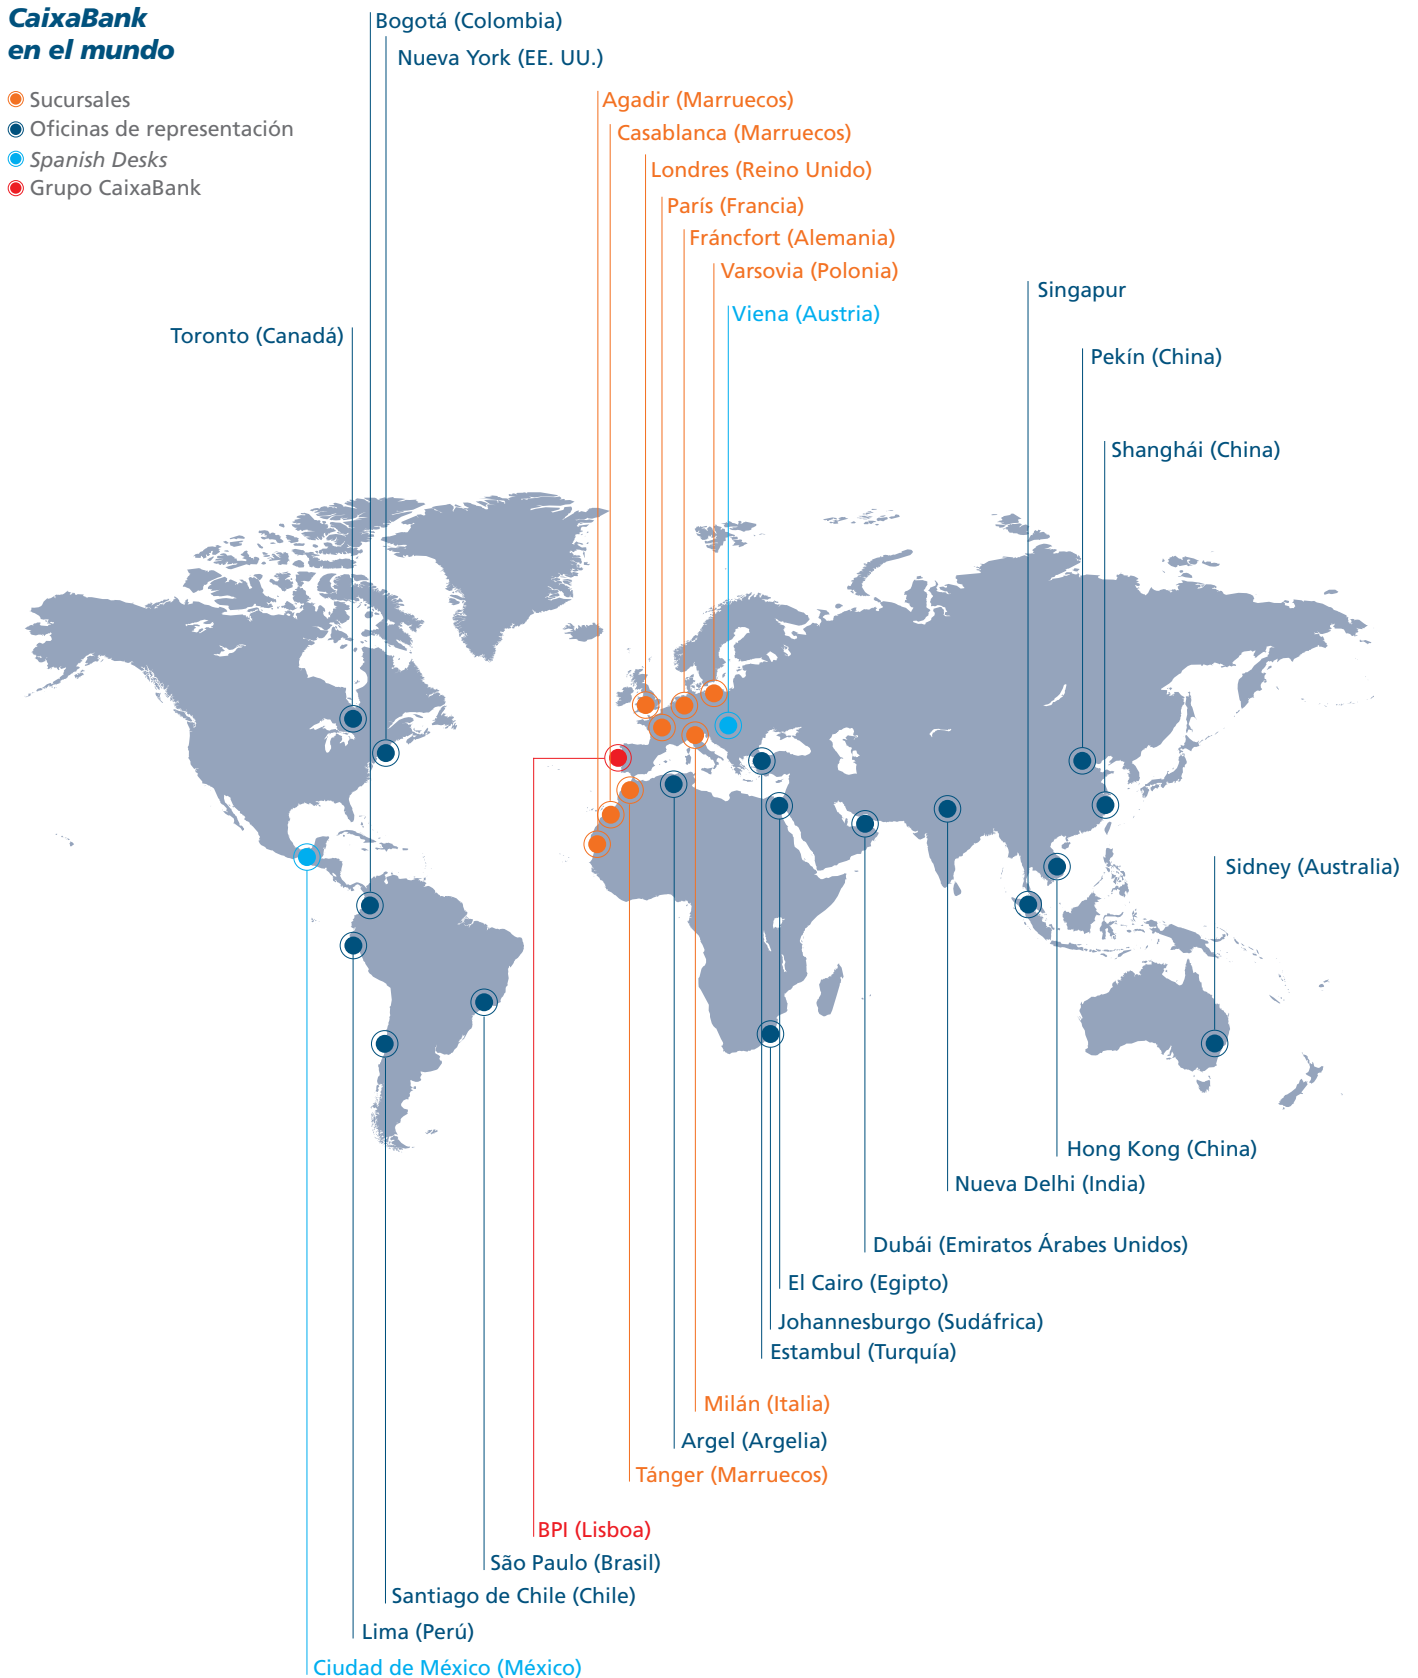 CaixaBank
en el mundo
Sucursales
Oficinas de representación
Spanish Desks
Grupo CaixaBank
Bogotá (Colombia)
Nueva York (EE. UU.)
Agadir (Marruecos)
Casablanca (Marruecos)
Londres (Reino Unido)
París (Francia)
Fráncfort (Alemania)
Varsovia (Polonia)
Viena (Austria)
Singapur
Toronto (Canadá)
Pekín (China)
Shanghái (China)
Sidney (Australia)
Hong Kong (China)
Nueva Delhi (India)
Dubái (Emiratos Árabes Unidos)
El Cairo (Egipto)
Johannesburgo (Sudáfrica)
Estambul (Turquía)
Milán (Italia)
Argel (Argelia)
Tánger (Marruecos)
BPI (Lisboa)
São Paulo (Brasil)
Santiago de Chile (Chile)
Lima (Perú)
Ciudad de México (México)